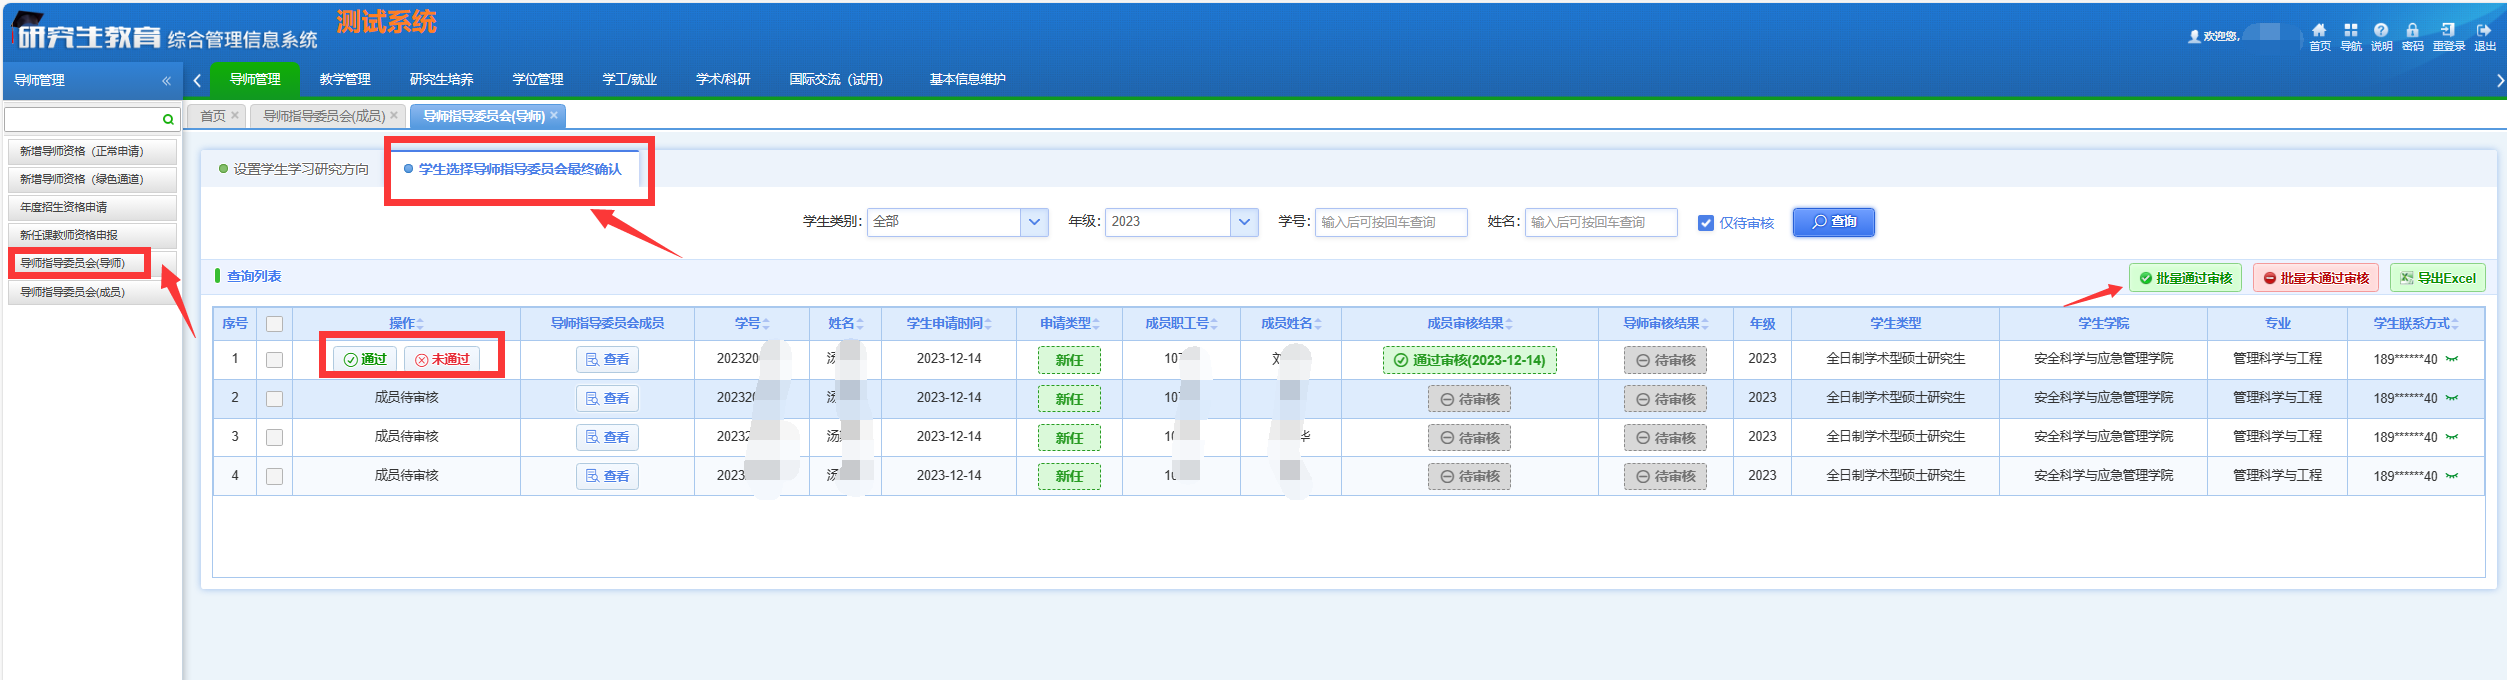 测试系统
研究生教育 综合管理信息系统
欢迎您,
首页 导航 说明 密码 重登录 退出
导师管理
导师管理 教学管理 研究生培养 学位管理 学工/就业 学术/科研 国际交流（试用） 基本信息维护
首页 导师指导委员会(成员) 导师指导委员会(导师)
新增导师资格（正常申请）
新增导师资格（绿色通道）
年度招生资格申请
新任课教师资格申报
导师指导委员会(导师)
导师指导委员会(成员)
设置学生学习研究方向 学生选择导师指导委员会最终确认
学生类别: 全部 年级: 2023 学号: 输入后可按回车查询 姓名: 输入后可按回车查询 仅待审核 查询
查询列表 批量通过审核 批量未通过审核 导出Excel
序号 操作 导师指导委员会成员 学号 姓名 学生申请时间 申请类型 成员职工号 成员姓名 成员审核结果 导师审核结果 年级 学生类型 学生学院 专业 学生联系方式
1 通过 未通过 查看 202320 汤 2023-12-14 新任 107 刘 通过审核(2023-12-14) 待审核 2023 全日制学术型硕士研究生 安全科学与应急管理学院 管理科学与工程 189******40
2 成员待审核 查看 202320 汤 2023-12-14 新任 107 待审核 待审核 2023 全日制学术型硕士研究生 安全科学与应急管理学院 管理科学与工程 189******40
3 成员待审核 查看 20232 汤 2023-12-14 新任 10 华 待审核 待审核 2023 全日制学术型硕士研究生 安全科学与应急管理学院 管理科学与工程 189******40
4 成员待审核 查看 2023 汤 2023-12-14 新任 10 待审核 待审核 2023 全日制学术型硕士研究生 安全科学与应急管理学院 管理科学与工程 189******40